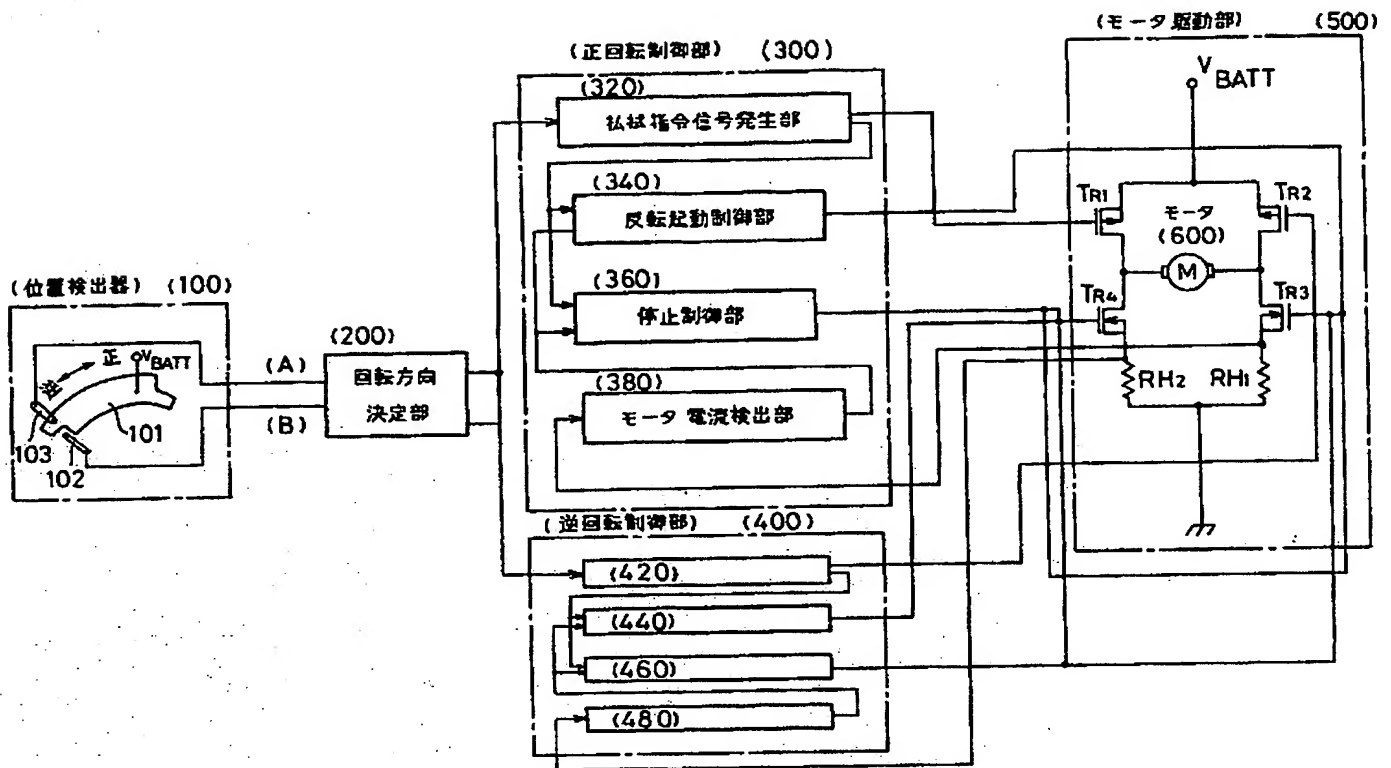 (モータ駆動部) (500)
(正回転制御部) (300)
VBATT
(320)
払拭指令信号発生部
(340)
反転起動制御部
TR1
TR2
モータ
(600)
M
(位置検出器) (100)
(360)
停止制御部
TR4
TR3
(200)
回転方向
決定部
正
逆
VBATT
(A)
(B)
101
103
102
(380)
モータ電流検出部
RH2
RH1
(逆回転制御部) (400)
(420)
(440)
(460)
(480)